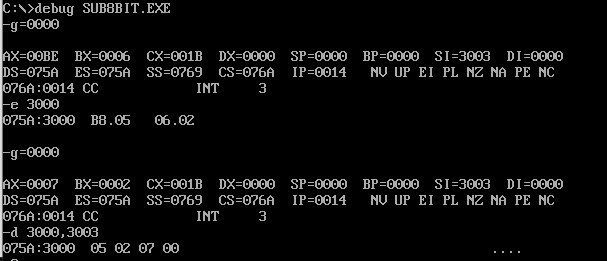 C:\>debug SUB8BIT.EXE
-g=0000
AX=00BE BX=0006 CX=001B DX=0000 SP=0000 BP=0000 SI=3003 DI=0000
DS=075A ES=075A SS=0769 CS=076A IP=0014 NV UP EI PL NZ NA PE NC
076A:0014 CC INT 3
-e 3000
075A:3000 B8.05 06.02
-g=0000
AX=0007 BX=0002 CX=001B DX=0000 SP=0000 BP=0000 SI=3003 DI=0000
DS=075A ES=075A SS=0769 CS=076A IP=0014 NV UP EI PL NZ NA PE NC
076A:0014 CC INT 3
-d 3000,3003
075A:3000 05 02 07 00 ....